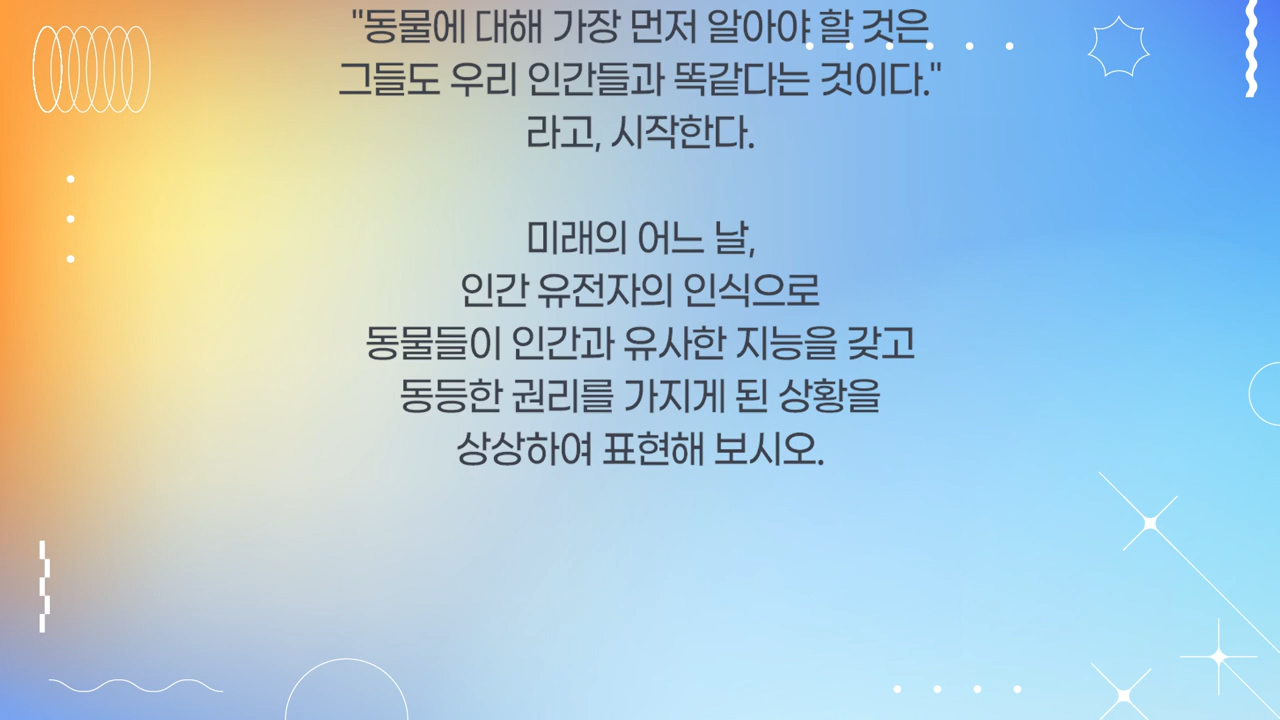 "동물에 대해 가장 먼저 알아야 할 것은
그들도 우리 인간들과 똑같다는 것이다."
라고, 시작한다.
미래의 어느 날,
인간 유전자의 인식으로
동물들이 인간과 유사한 지능을 갖고
동등한 권리를 가지게 된 상황을
상상하여 표현해 보시오.